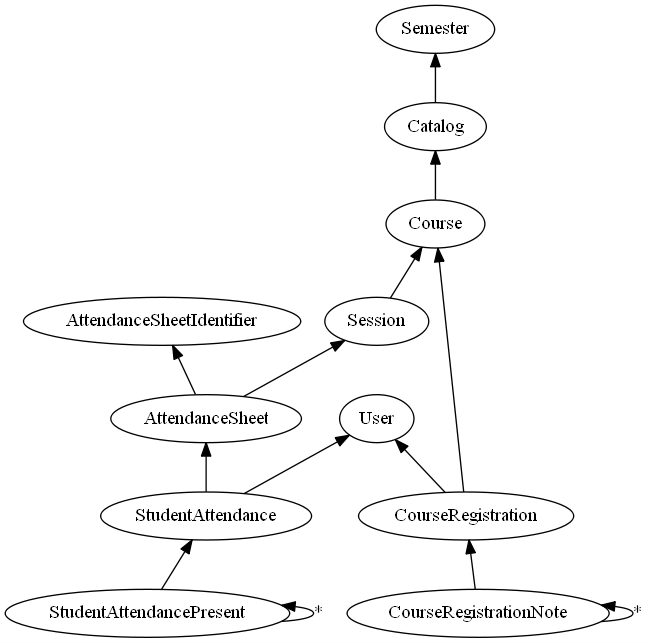 Semester
Catalog
Course
AttendanceSheetIdentifier
Session
AttendanceSheet
User
StudentAttendance
CourseRegistration
StudentAttendancePresent
*
CourseRegistrationNote
*